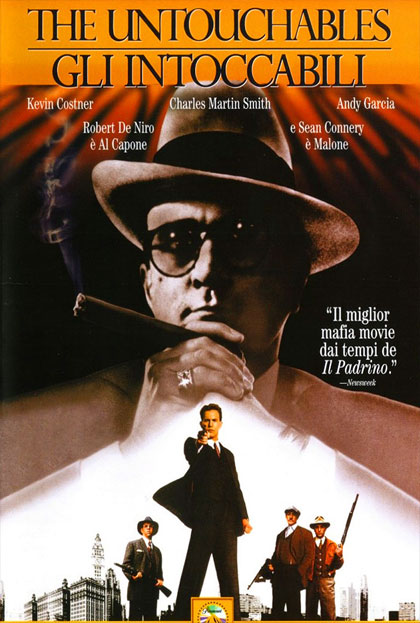 THE UNTOUCHABLES
GLI INTOCCABILI
Kevin Costner
Charles Martin Smith
Andy Garcia
Robert De Niro
è Al Capone
e Sean Connery
è Malone
“Il miglior
mafia movie
dai tempi de
Il Padrino.”
—Newsweek